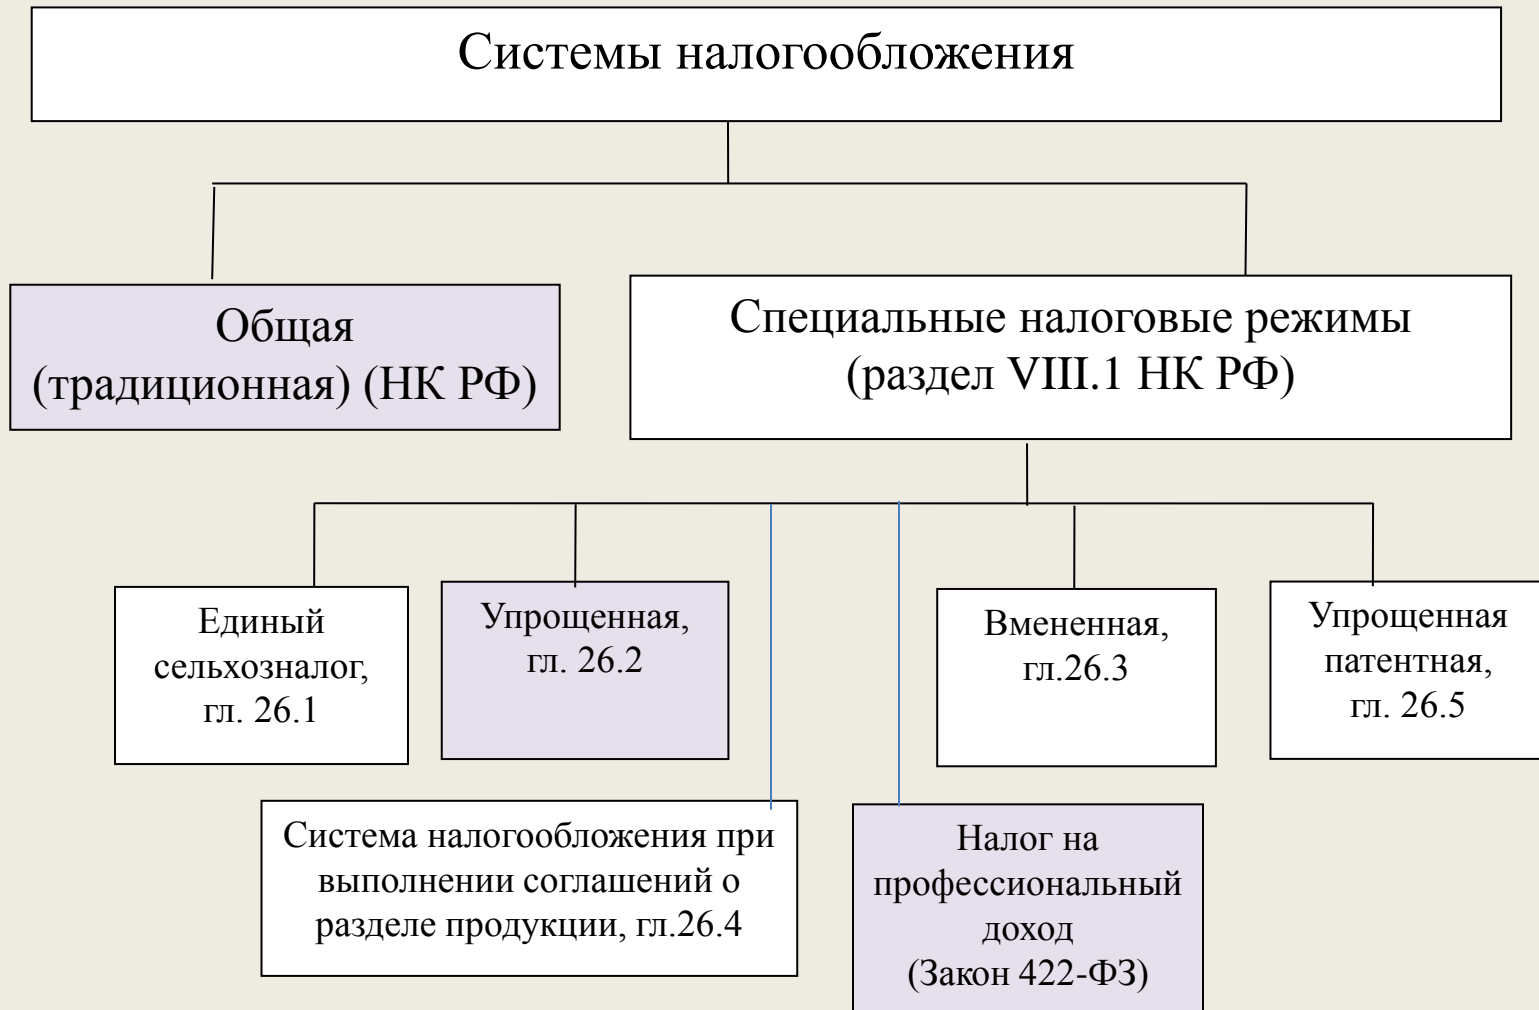 Системы налогообложения
Общая
(традиционная) (НК РФ)
Специальные налоговые режимы
(раздел VIII.1 НК РФ)
Единый
сельхозналог,
гл. 26.1
Упрощенная,
гл. 26.2
Вмененная,
гл.26.3
Упрощенная
патентная,
гл. 26.5
Система налогообложения при
выполнении соглашений о
разделе продукции, гл.26.4
Налог на
профессиональный
доход
(Закон 422-ФЗ)